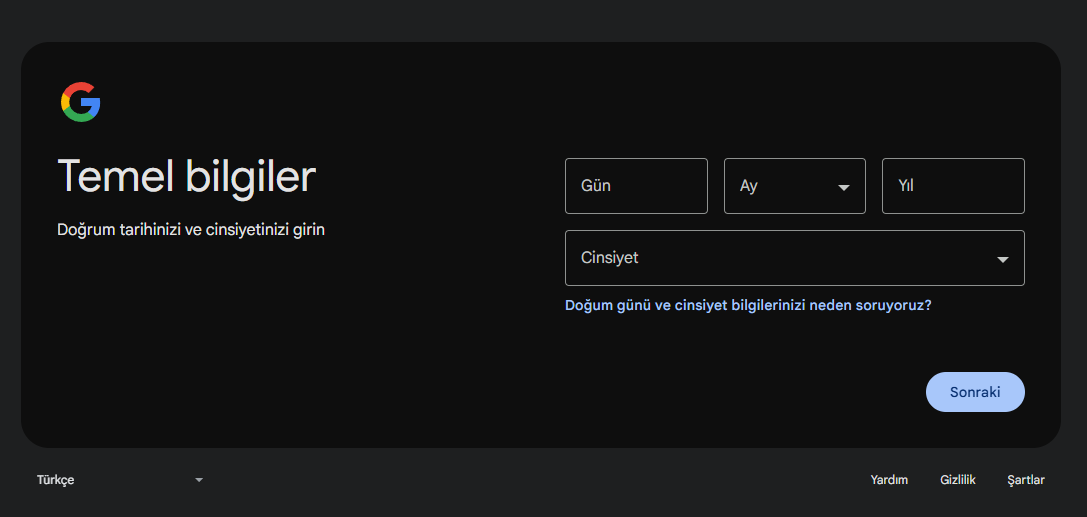 Temel bilgiler
Doğrum tarihinizi ve cinsiyetinizi girin
Gün
Ay
Yıl
Cinsiyet
Doğum günü ve cinsiyet bilgilerinizi neden soruyoruz?
Sonraki
Türkçe
Yardım
Gizlilik
Şartlar